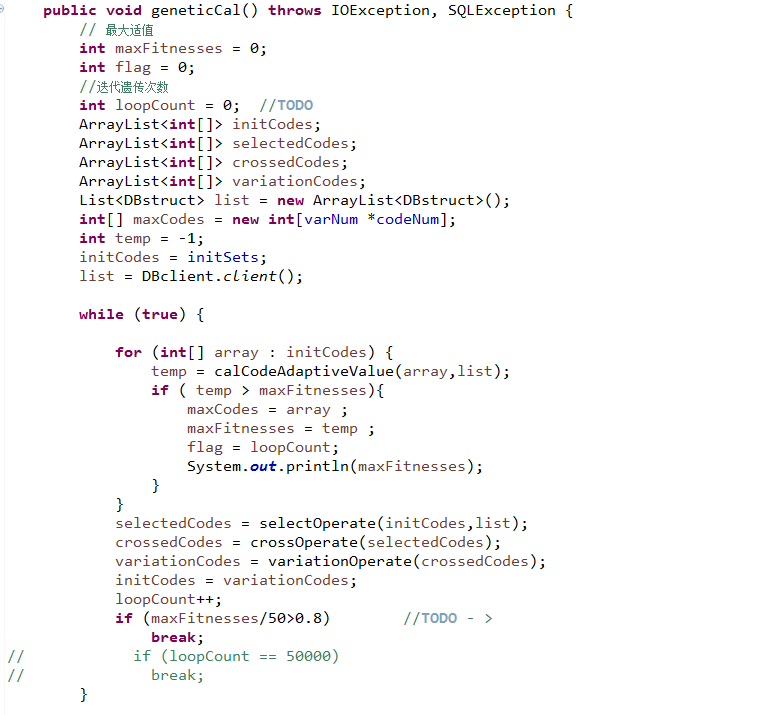 public void geneticCal() throws IOException, SQLException {
// 最大适值
int maxFitnesses = 0;
int flag = 0;
//迭代遗传次数
int loopCount = 0;  //TODO
ArrayList<int[]> initCodes;
ArrayList<int[]> selectedCodes;
ArrayList<int[]> crossedCodes;
ArrayList<int[]> variationCodes;
List<DBstruct> list = new ArrayList<DBstruct>();
int[] maxCodes = new int[varNum *codeNum];
int temp = -1;
initCodes = initSets;
list = DBclient.client();
while (true) {
for (int[] array : initCodes) {
temp = calCodeAdaptiveValue(array,list);
if ( temp > maxFitnesses){
maxCodes = array ;
maxFitnesses = temp ;
flag = loopCount;
System.out.println(maxFitnesses);
}
}
selectedCodes = selectOperate(initCodes,list);
crossedCodes = crossOperate(selectedCodes);
variationCodes = variationOperate(crossedCodes);
initCodes = variationCodes;
loopCount++;
if (maxFitnesses/50>0.8)        //TODO - >
break;
//            if (loopCount == 50000)
//              break;
}